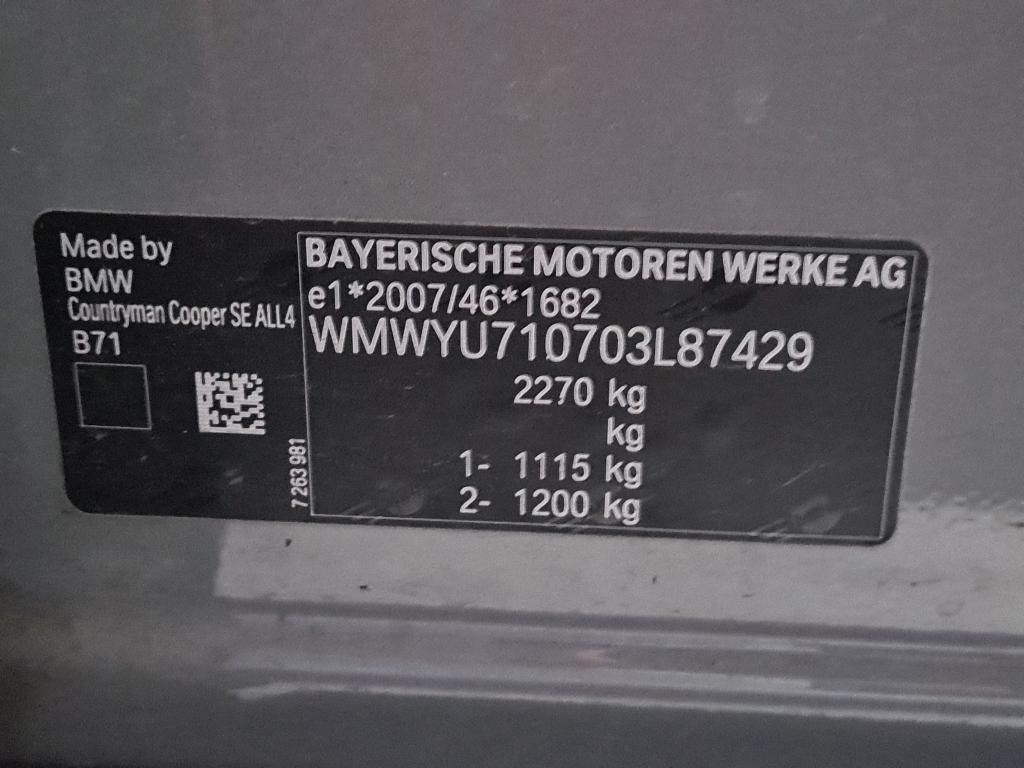 Made by
BMW
Countryman Cooper SE ALL4
B71
7 263 981
BAYERISCHE MOTOREN WERKE AG
e1*2007/46*1682
WMWYU710703L87429
2270 kg
kg
1- 1115 kg
2- 1200 kg